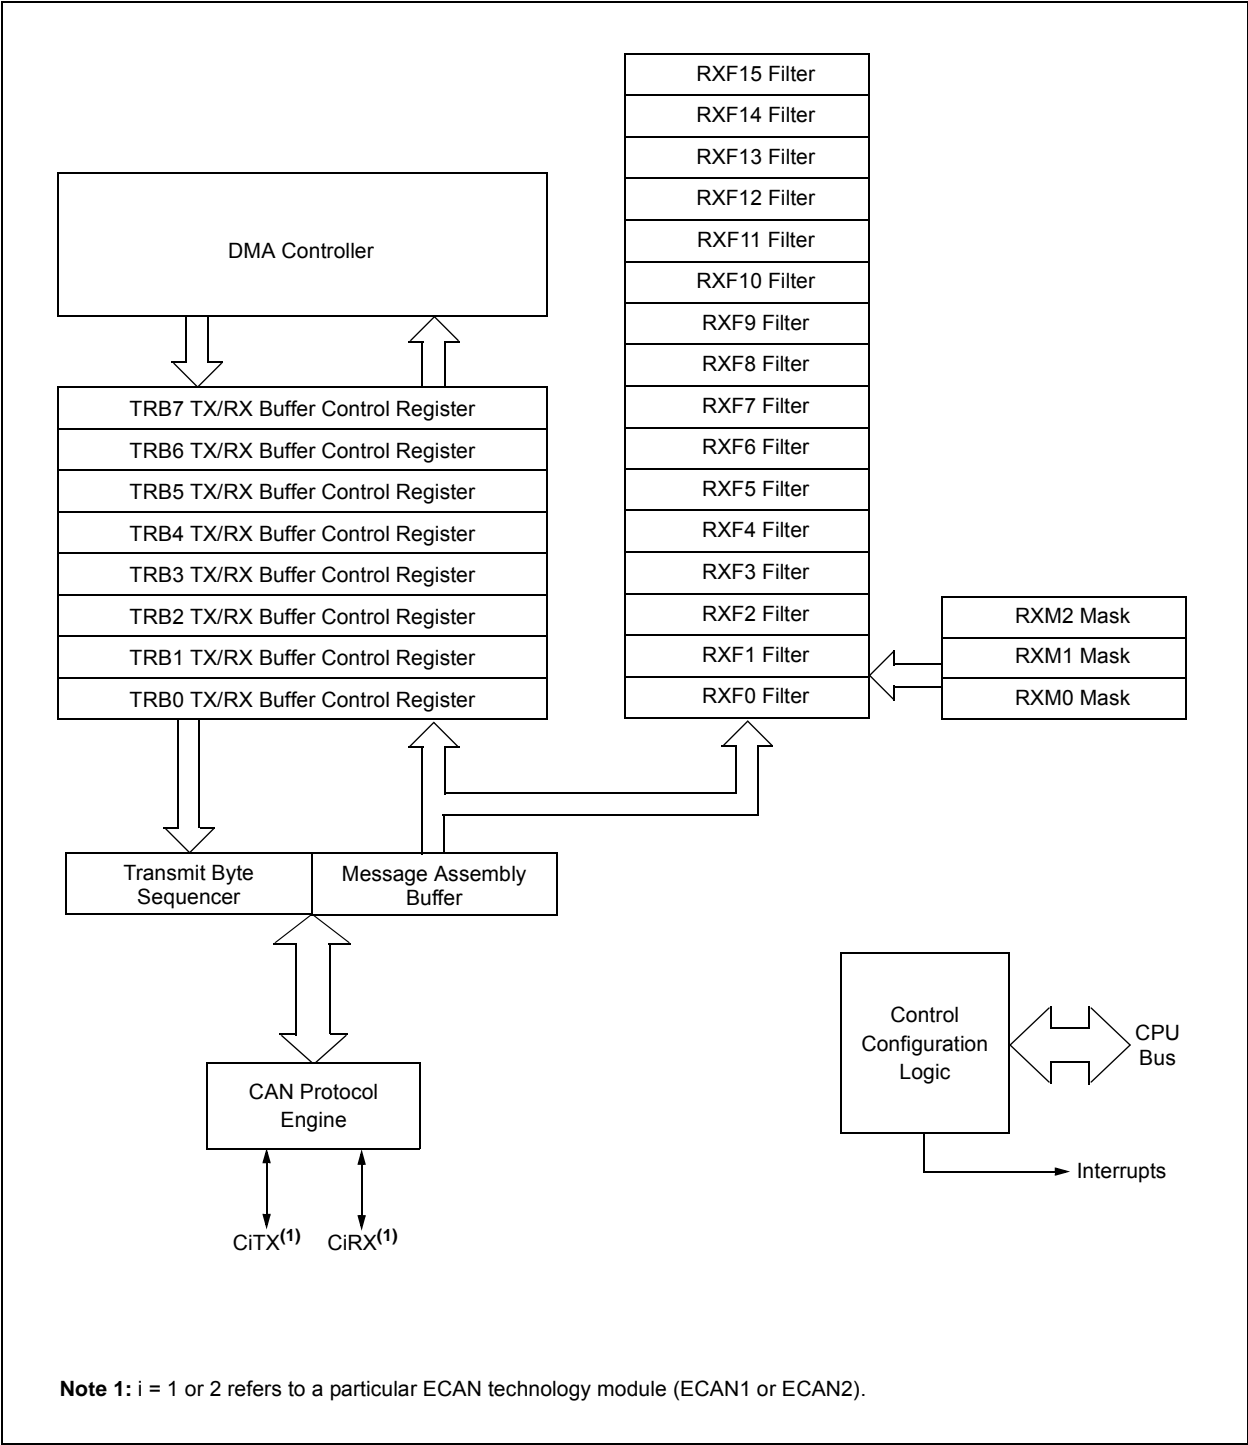 RXF15 Filter
RXF14 Filter
RXF13 Filter
RXF12 Filter
RXF11 Filter
RXF10 Filter
RXF9 Filter
RXF8 Filter
RXF7 Filter
RXF6 Filter
RXF5 Filter
RXF4 Filter
RXF3 Filter
RXF2 Filter
RXF1 Filter
RXF0 Filter
DMA Controller
TRB7 TX/RX Buffer Control Register
TRB6 TX/RX Buffer Control Register
TRB5 TX/RX Buffer Control Register
TRB4 TX/RX Buffer Control Register
TRB3 TX/RX Buffer Control Register
TRB2 TX/RX Buffer Control Register
TRB1 TX/RX Buffer Control Register
TRB0 TX/RX Buffer Control Register
RXM2 Mask
RXM1 Mask
RXM0 Mask
Transmit Byte
Sequencer
Message Assembly
Buffer
CAN Protocol
Engine
CiTX(1)
CiRX(1)
Control
Configuration
Logic
CPU
Bus
Interrupts
Note 1: i = 1 or 2 refers to a particular ECAN technology module (ECAN1 or ECAN2).